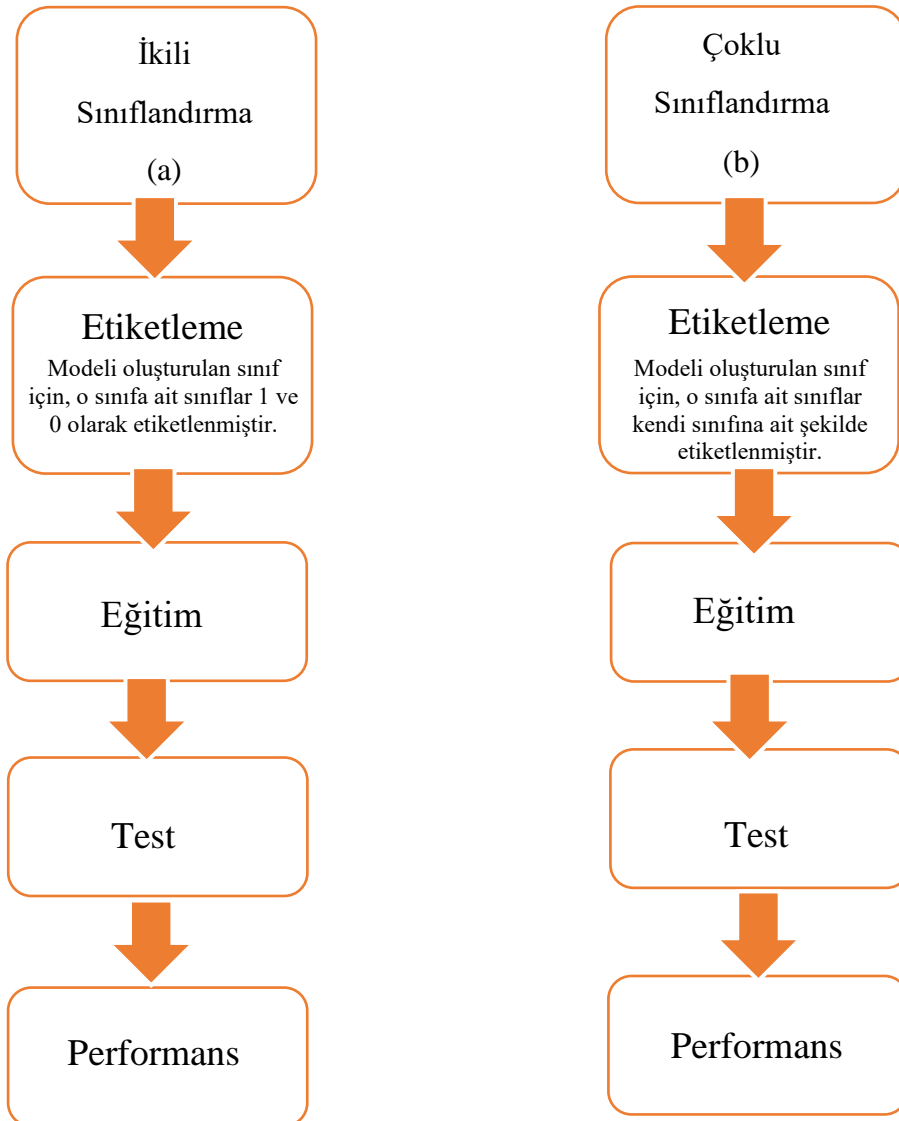 İkili
Sınıflandırma
(a)
Etiketleme
Modeli oluşturulan sınıf
için, o sınıfa ait sınıflar 1 ve
0 olarak etiketlenmiştir.
Eğitim
Test
Performans
Çoklu
Sınıflandırma
(b)
Etiketleme
Modeli oluşturulan sınıf
için, o sınıfa ait sınıflar
kendi sınıfına ait şekilde
etiketlenmiştir.
Eğitim
Test
Performans